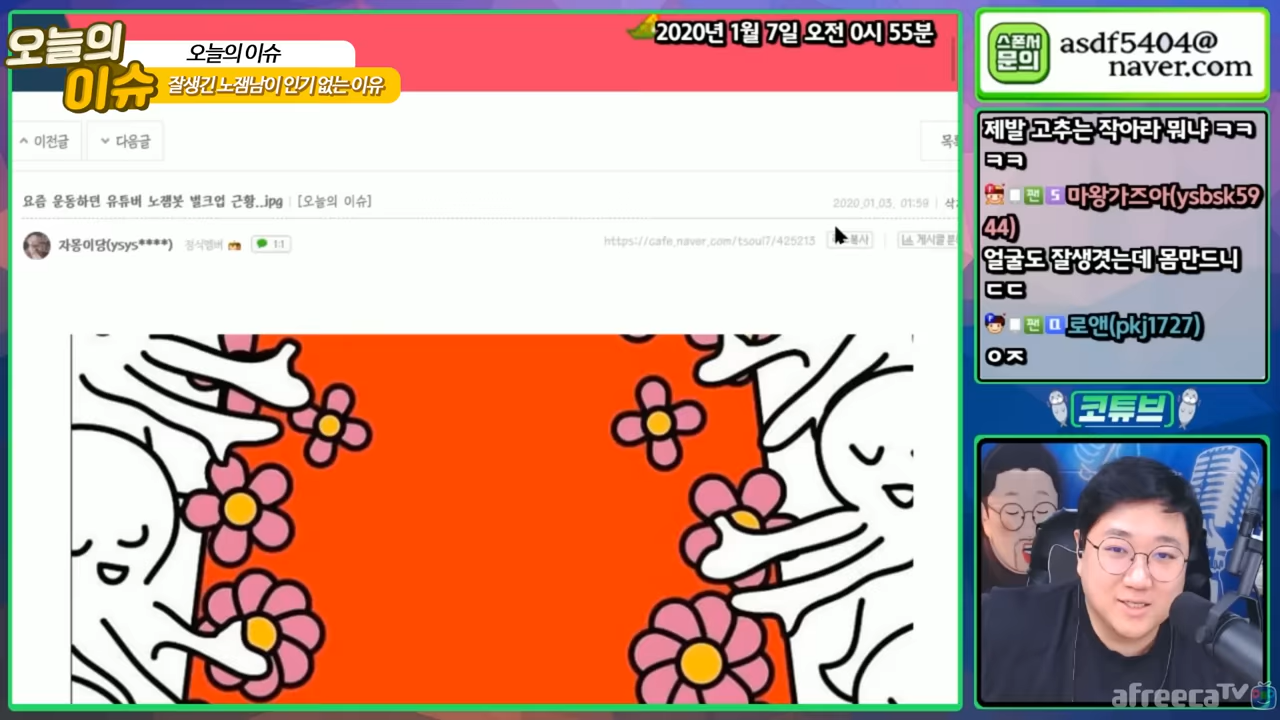 오늘의
이슈
오늘의 이슈
잘생긴 노잼남이 인기 없는 이유
2020년 1월 7일 오전 0시 55분
이전글
다음글
요즘 운동하던 유튜버 노잼봇 벌크업 근황...jpg | [오늘의 이슈]
2020.01.03. 01:59
자몽이담(ysys****) 정식멤버
1:1
https://cafe.naver.com/tsoul7/425213
스폰서
문의
asdf5404@
naver.com
제발 고추는 작아라 뭐냐 ㅋㅋ
ㅋㅋ
팬 S 마왕가즈아(ysbsk59
44)
얼굴도 잘생겻는데 몸만드니
ㄷㄷ
팬 로앤(pkj1727)
ㅇㅈ
코튜브
afreecaTV